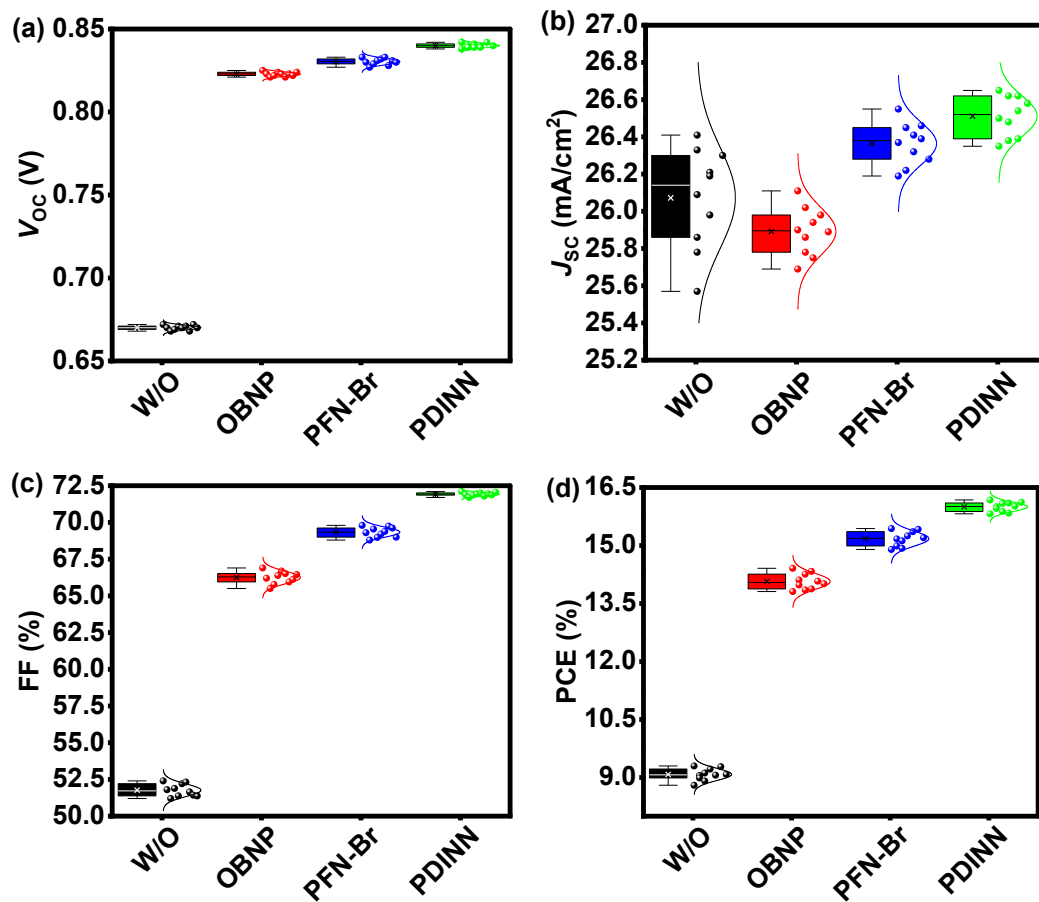 (a)
0.85
0.80
0.75
0.70
0.65
V_OC (V)
W/O
OBNP
PFN-Br
PDINN
(b)
27.0
26.8
26.6
26.4
26.2
26.0
25.8
25.6
25.4
25.2
J_SC (mA/cm²)
W/O
OBNP
PFN-Br
PDINN
(c)
72.5
70.0
67.5
65.0
62.5
60.0
57.5
55.0
52.5
50.0
FF (%)
W/O
OBNP
PFN-Br
PDINN
(d)
16.5
15.0
13.5
12.0
10.5
9.0
PCE (%)
W/O
OBNP
PFN-Br
PDINN